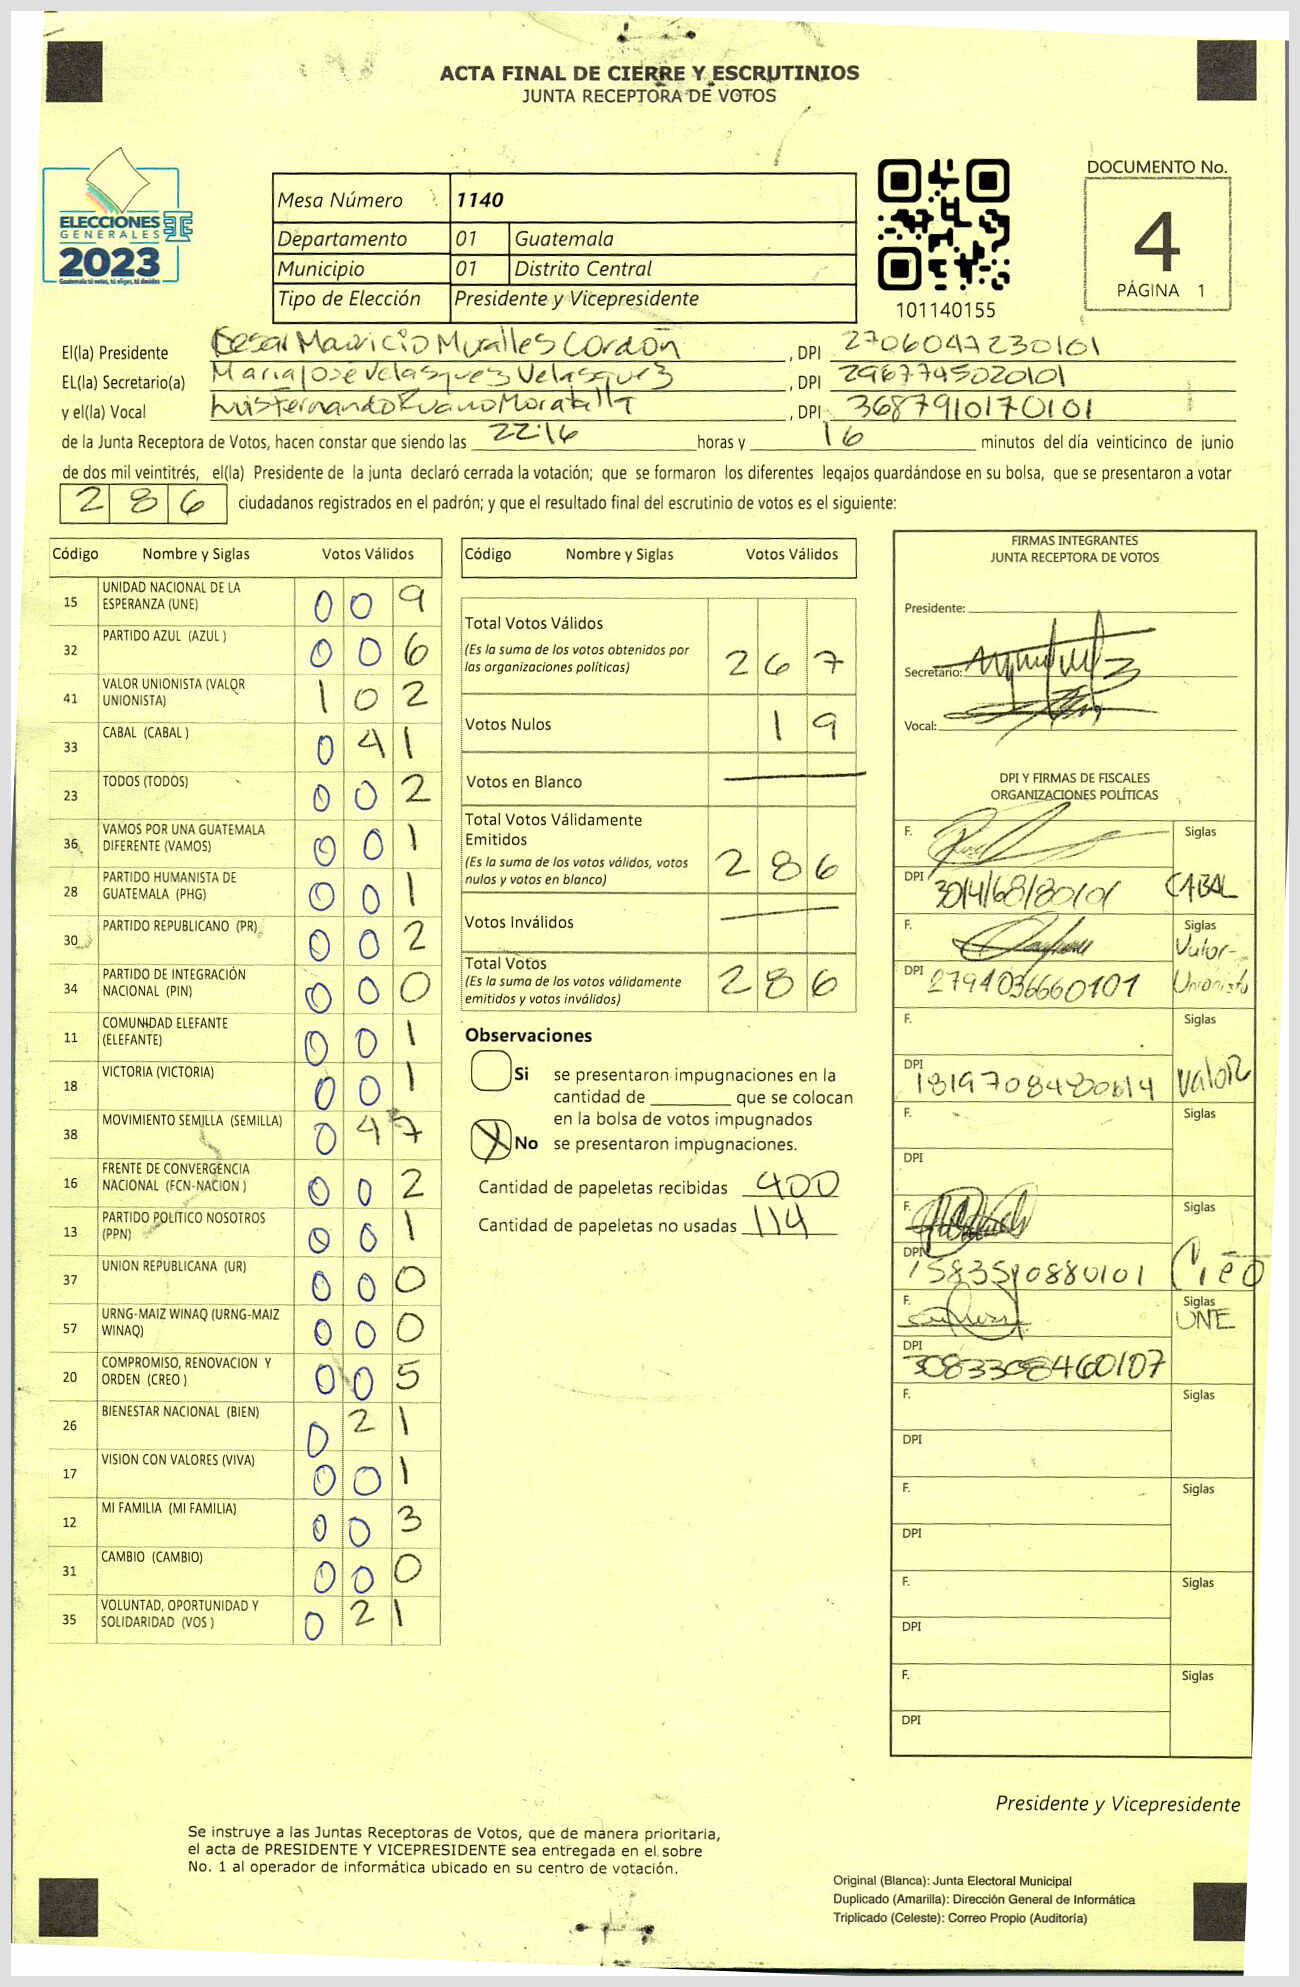 ACTA FINAL DE CIERRE Y ESCRUTINIOS
JUNTA RECEPTORA DE VOTOS
ELECCIONES
GENERALES
2023
Guatemala tú votas, tú eliges, tú decides
Mesa Número 1140
Departamento 01 Guatemala
Municipio 01 Distrito Central
Tipo de Elección Presidente y Vicepresidente
101140155
DOCUMENTO No.
4
PÁGINA 1
El(la) Presidente Cesar Mauricio Muralles Cordón, DPI 2706047230101
EL(la) Secretario(a) Maria Jose Velasquez Velasquez, DPI 2967745020101
y el(la) Vocal Luis Fernando Ruano Morataya, DPI 3687910170101
de la Junta Receptora de Votos, hacen constar que siendo las 22:16 horas y 16 minutos del día veinticinco de junio
de dos mil veintitrés, el(la) Presidente de la junta declaró cerrada la votación; que se formaron los diferentes legajos guardándose en su bolsa, que se presentaron a votar
286 ciudadanos registrados en el padrón; y que el resultado final del escrutinio de votos es el siguiente:
Código Nombre y Siglas Votos Válidos
15 UNIDAD NACIONAL DE LA ESPERANZA (UNE) 0 0 9
32 PARTIDO AZUL (AZUL ) 0 0 6
41 VALOR UNIONISTA (VALOR UNIONISTA) 1 0 2
33 CABAL (CABAL ) 0 4 1
23 TODOS (TODOS) 0 0 2
36 VAMOS POR UNA GUATEMALA DIFERENTE (VAMOS) 0 0 1
28 PARTIDO HUMANISTA DE GUATEMALA (PHG) 0 0 1
30 PARTIDO REPUBLICANO (PR) 0 0 2
34 PARTIDO DE INTEGRACIÓN NACIONAL (PIN) 0 0 0
11 COMUNIDAD ELEFANTE (ELEFANTE) 0 0 1
18 VICTORIA (VICTORIA) 0 0 1
38 MOVIMIENTO SEMILLA (SEMILLA) 0 4 7
16 FRENTE DE CONVERGENCIA NACIONAL (FCN-NACION ) 0 0 2
13 PARTIDO POLÍTICO NOSOTROS (PPN) 0 0 1
37 UNION REPUBLICANA (UR) 0 0 0
57 URNG-MAIZ WINAQ (URNG-MAIZ WINAQ) 0 0 0
20 COMPROMISO, RENOVACION Y ORDEN (CREO ) 0 0 5
26 BIENESTAR NACIONAL (BIEN) 0 2 1
17 VISION CON VALORES (VIVA) 0 0 1
12 MI FAMILIA (MI FAMILIA) 0 0 3
31 CAMBIO (CAMBIO) 0 0 0
35 VOLUNTAD, OPORTUNIDAD Y SOLIDARIDAD (VOS ) 0 2 1
Código Nombre y Siglas Votos Válidos
Total Votos Válidos
(Es la suma de los votos obtenidos por
las organizaciones políticas) 2 6 7
Votos Nulos 1 9
Votos en Blanco
Total Votos Válidamente
Emitidos
(Es la suma de los votos válidos, votos
nulos y votos en blanco) 2 8 6
Votos Inválidos
Total Votos
(Es la suma de los votos válidamente
emitidos y votos inválidos) 2 8 6
Observaciones
Si se presentaron impugnaciones en la
cantidad de ________ que se colocan
en la bolsa de votos impugnados
X No se presentaron impugnaciones.
Cantidad de papeletas recibidas 400
Cantidad de papeletas no usadas 114
FIRMAS INTEGRANTES
JUNTA RECEPTORA DE VOTOS
Presidente:
Secretario:
Vocal:
DPI Y FIRMAS DE FISCALES
ORGANIZACIONES POLÍTICAS
F. Siglas
DPI 3014168180101 CABAL
F. Siglas
DPI 2794036660101 Valor-Unionista
F. Siglas
DPI VALOR
F. Siglas
DPI
F. Siglas
DPI
F. Siglas
UNE
DPI 3083308460107
F. Siglas
DPI
F. Siglas
DPI
F. Siglas
DPI
F. Siglas
DPI
Presidente y Vicepresidente
Se instruye a las Juntas Receptoras de Votos, que de manera prioritaria,
el acta de PRESIDENTE Y VICEPRESIDENTE sea entregada en el sobre
No. 1 al operador de informática ubicado en su centro de votación.
Original (Blanca): Junta Electoral Municipal
Duplicado (Amarilla): Dirección General de Informática
Triplicado (Celeste): Correo Propio (Auditoría)